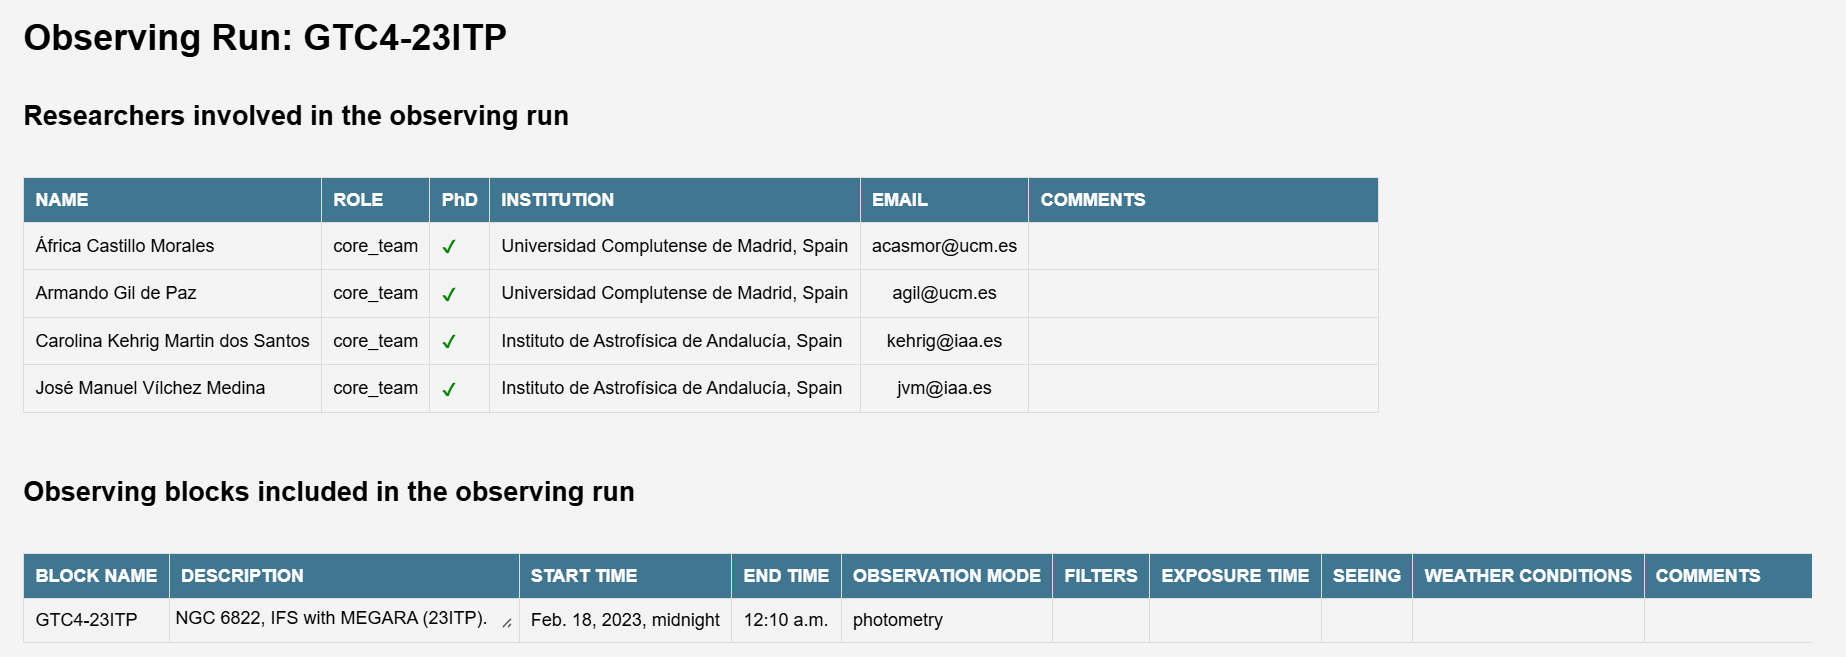 Observing Run: GTC4-23ITP
Researchers involved in the observing run
NAME ROLE PhD INSTITUTION EMAIL COMMENTS
África Castillo Morales core_team ✓ Universidad Complutense de Madrid, Spain acasmor@ucm.es
Armando Gil de Paz core_team ✓ Universidad Complutense de Madrid, Spain agil@ucm.es
Carolina Kehrig Martin dos Santos core_team ✓ Instituto de Astrofísica de Andalucía, Spain kehrig@iaa.es
José Manuel Vílchez Medina core_team ✓ Instituto de Astrofísica de Andalucía, Spain jvm@iaa.es
Observing blocks included in the observing run
BLOCK NAME DESCRIPTION START TIME END TIME OBSERVATION MODE FILTERS EXPOSURE TIME SEEING WEATHER CONDITIONS COMMENTS
GTC4-23ITP NGC 6822, IFS with MEGARA (23ITP). Feb. 18, 2023, midnight 12:10 a.m. photometry